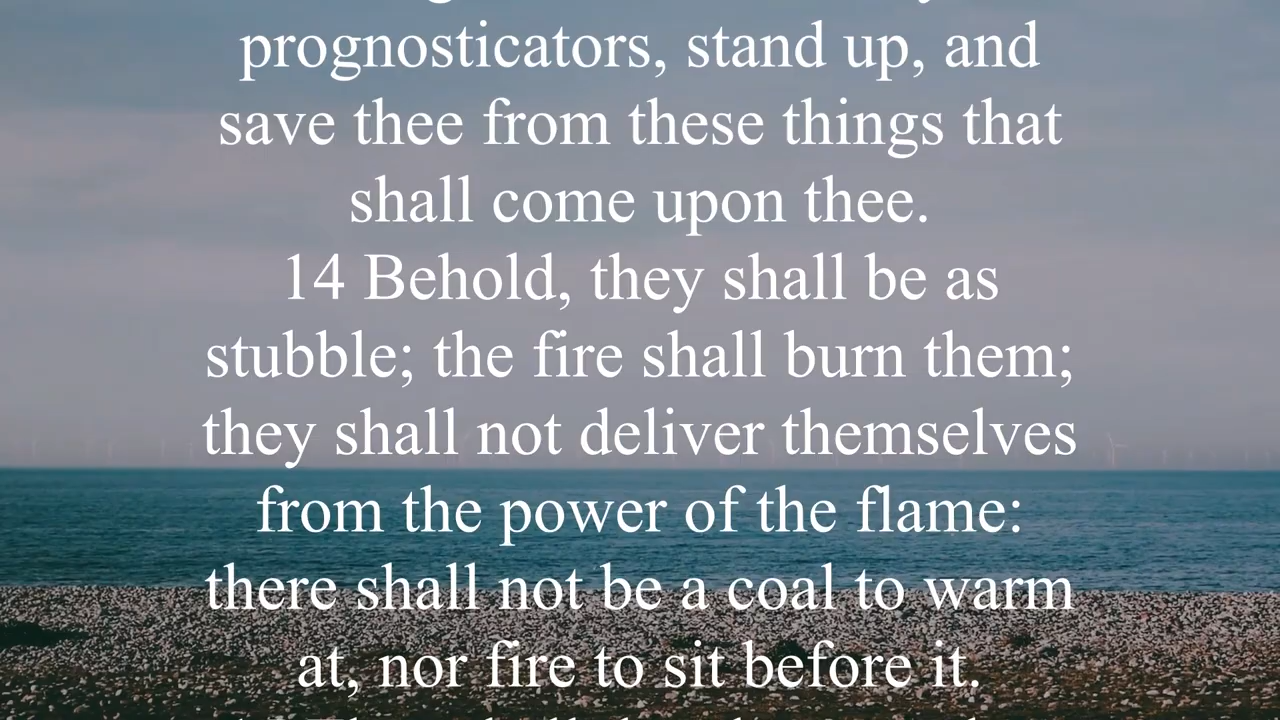 prognosticators, stand up, and
save thee from these things that
shall come upon thee.
14 Behold, they shall be as
stubble; the fire shall burn them;
they shall not deliver themselves
from the power of the flame:
there shall not be a coal to warm
at, nor fire to sit before it.